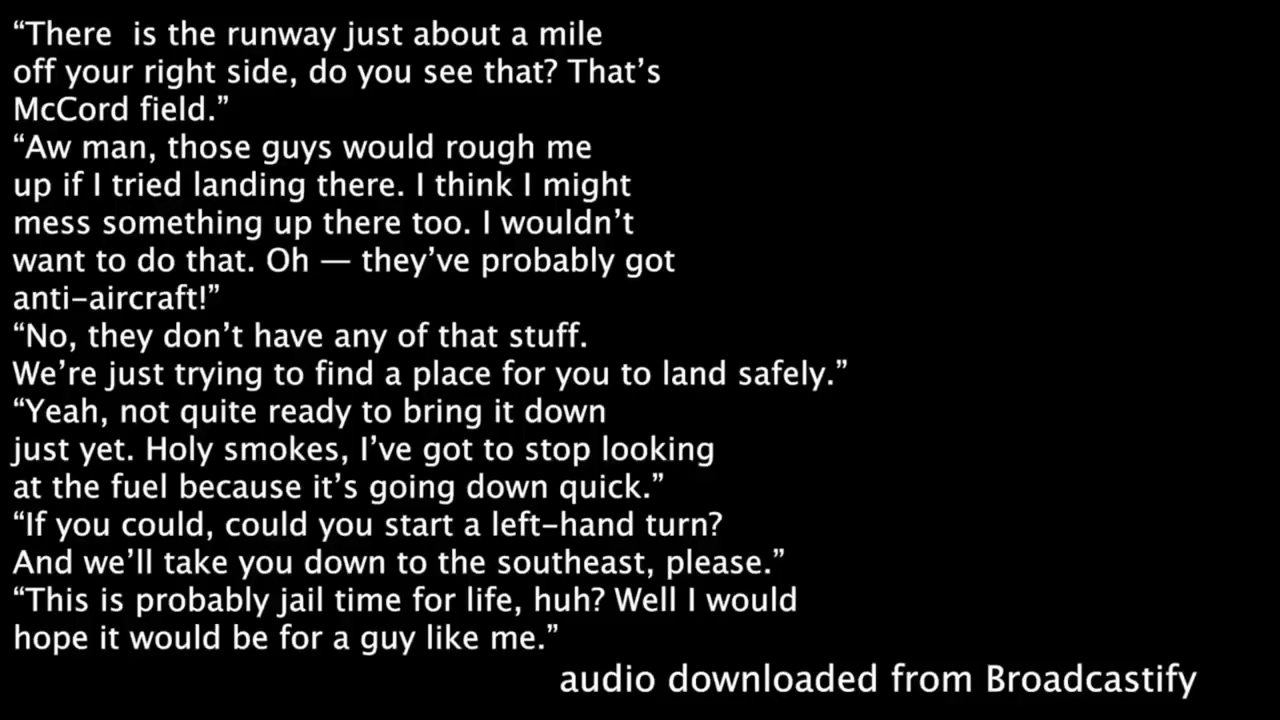 “There  is the runway just about a mile
off your right side, do you see that? That’s
McCord field.”
“Aw man, those guys would rough me
up if I tried landing there. I think I might
mess something up there too. I wouldn’t
want to do that. Oh — they’ve probably got
anti-aircraft!”
“No, they don’t have any of that stuff.
We’re just trying to find a place for you to land safely.”
“Yeah, not quite ready to bring it down
just yet. Holy smokes, I’ve got to stop looking
at the fuel because it’s going down quick.”
“If you could, could you start a left-hand turn?
And we’ll take you down to the southeast, please.”
“This is probably jail time for life, huh? Well I would
hope it would be for a guy like me.”
audio downloaded from Broadcastify